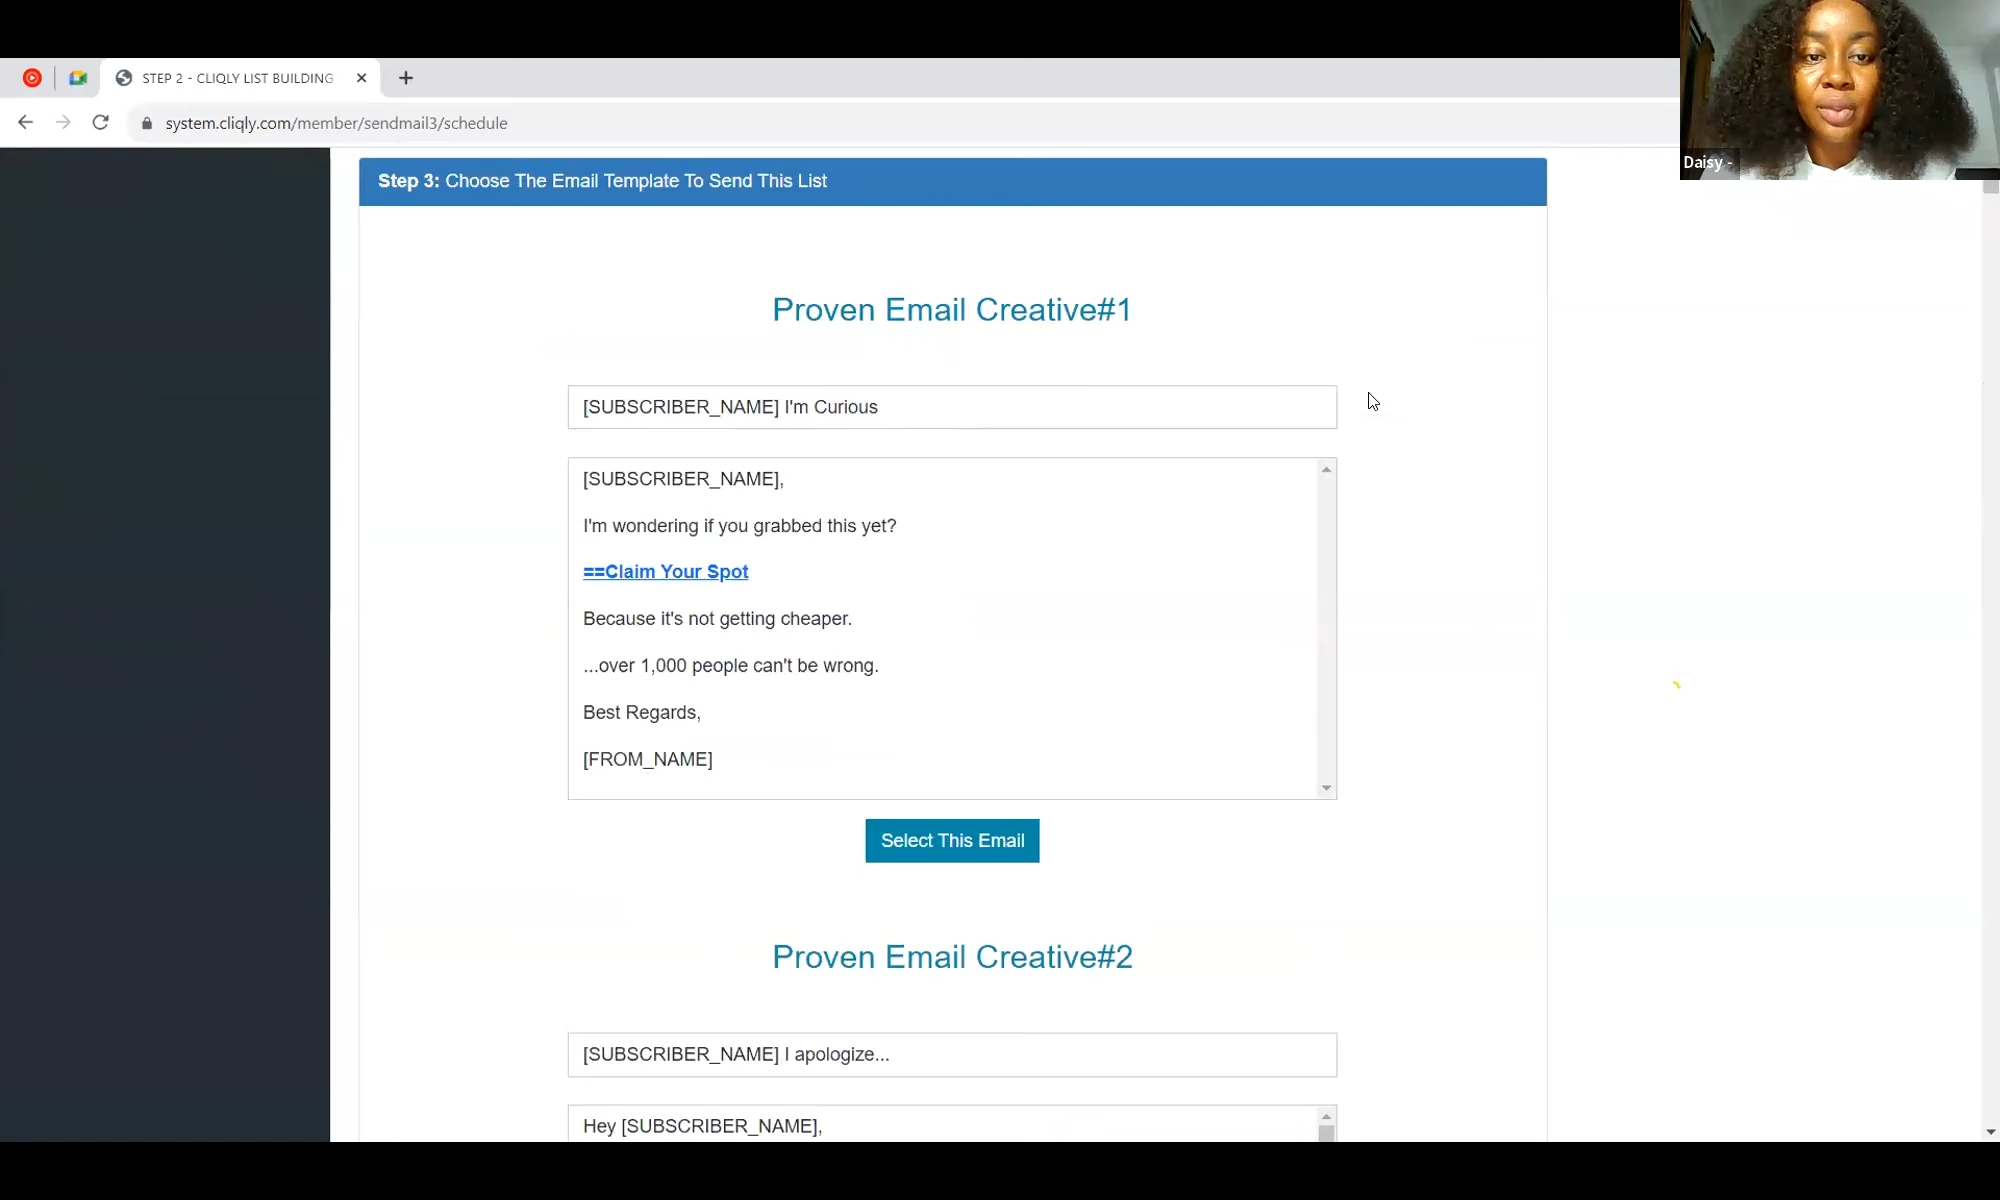 STEP 2 - CLIQLY LIST BUILDING
system.cliqly.com/member/sendmail3/schedule
Daisy -
Step 3: Choose The Email Template To Send This List
Proven Email Creative#1
[SUBSCRIBER_NAME] I'm Curious
[SUBSCRIBER_NAME],
I'm wondering if you grabbed this yet?
==Claim Your Spot
Because it's not getting cheaper.
...over 1,000 people can't be wrong.
Best Regards,
[FROM_NAME]
Select This Email
Proven Email Creative#2
[SUBSCRIBER_NAME] I apologize...
Hey [SUBSCRIBER_NAME],